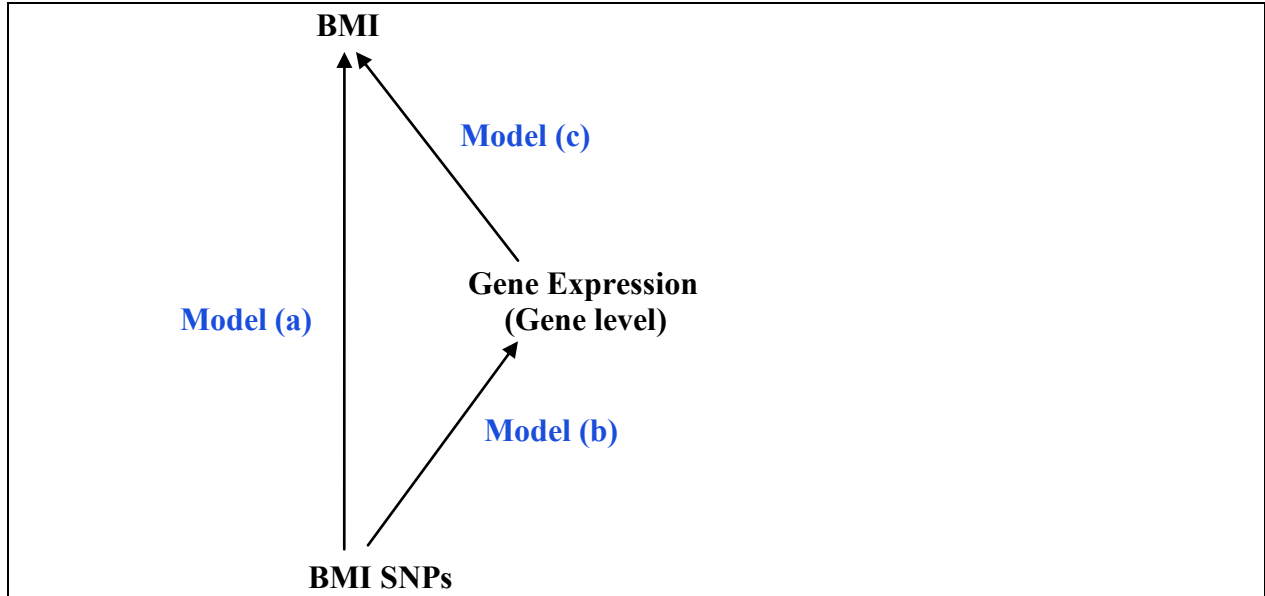 BMI
Model (c)
Gene Expression
(Gene level)
Model (a)
Model (b)
BMI SNPs